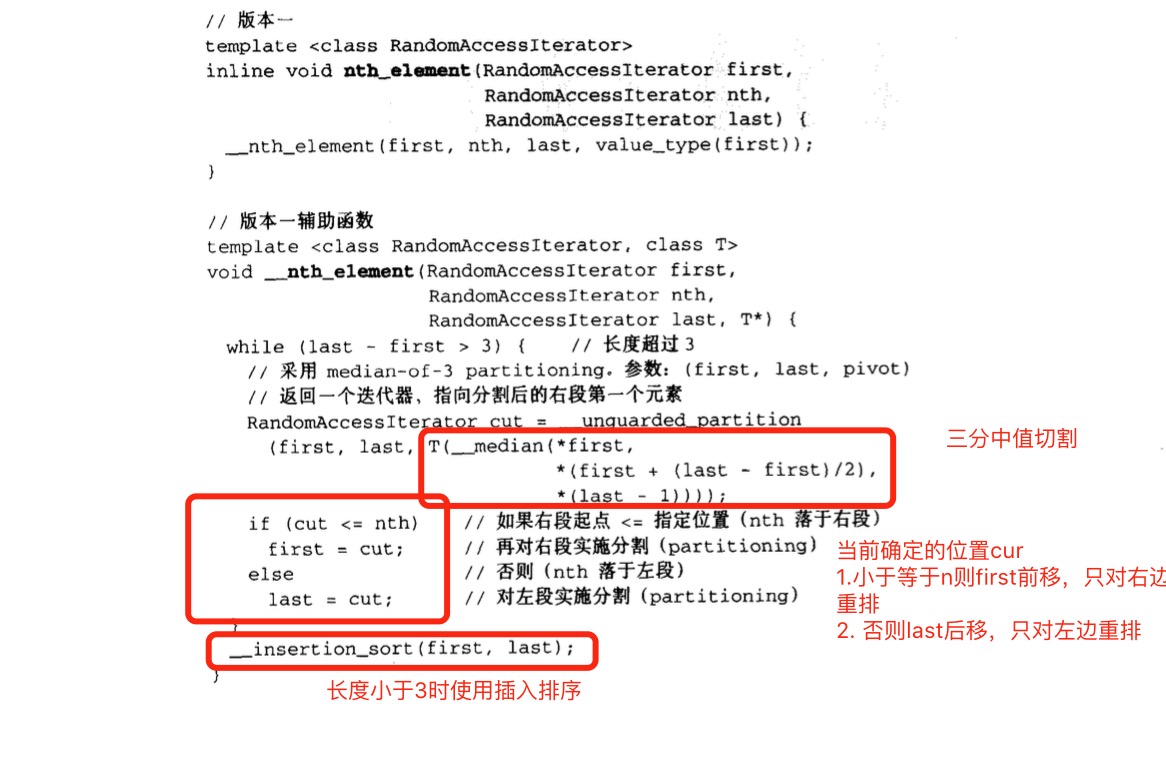 // 版本一
template <class RandomAccessIterator>
inline void nth_element(RandomAccessIterator first,
RandomAccessIterator nth,
RandomAccessIterator last) {
__nth_element(first, nth, last, value_type(first));
}
// 版本一辅助函数
template <class RandomAccessIterator, class T>
void __nth_element(RandomAccessIterator first,
RandomAccessIterator nth,
RandomAccessIterator last, T*) {
while (last - first > 3) { // 长度超过 3
// 采用 median-of-3 partitioning。参数：(first, last, pivot)
// 返回一个迭代器，指向分割后的右段第一个元素
RandomAccessIterator cut = __unguarded_partition
(first, last, T(__median(*first,
*(first + (last - first)/2),
*(last - 1))));
三分中值切割
if (cut <= nth) // 如果右段起点 <= 指定位置（nth 落于右段）
first = cut; // 再对右段实施分割（partitioning）
else // 否则（nth 落于左段）
last = cut; // 对左段实施分割（partitioning）
当前确定的位置cur
1.小于等于n则first前移，只对右边
重排
2. 否则last后移，只对左边重排
}
__insertion_sort(first, last);
}
长度小于3时使用插入排序